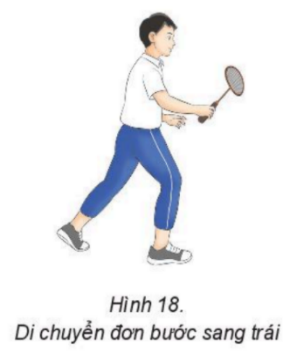 Hình 18.
Di chuyển đơn bước sang trái